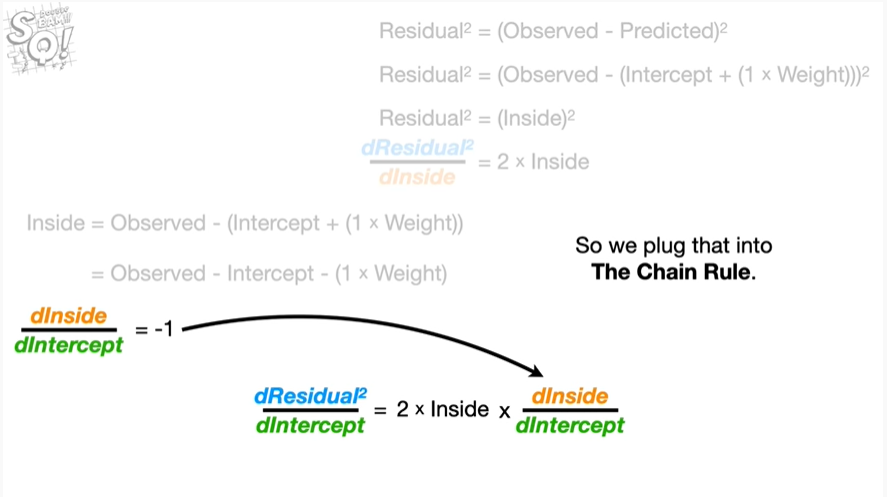 SQ!
Residual² = (Observed - Predicted)²
Residual² = (Observed - (Intercept + (1 x Weight)))²
Residual² = (Inside)²
dResidual²
dInside
= 2 x Inside
Inside = Observed - (Intercept + (1 x Weight))
= Observed - Intercept - (1 x Weight)
So we plug that into
The Chain Rule.
dInside
dIntercept
= -1
dResidual²
dIntercept
= 2 x Inside x
dInside
dIntercept